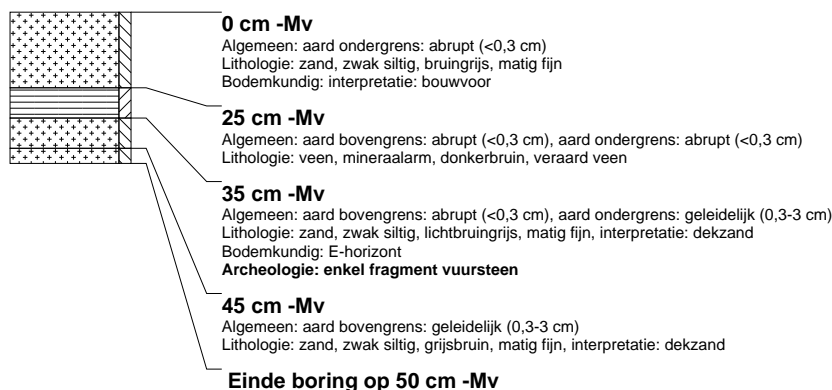 0 cm -Mv
Algemeen: aard ondergrens: abrupt (<0,3 cm)
Lithologie: zand, zwak siltig, bruingrijs, matig fijn
Bodemkundig: interpretatie: bouwvoor
25 cm -Mv
Algemeen: aard bovengrens: abrupt (<0,3 cm), aard ondergrens: abrupt (<0,3 cm)
Lithologie: veen, mineraalarm, donkerbruin, veraard veen
35 cm -Mv
Algemeen: aard bovengrens: abrupt (<0,3 cm), aard ondergrens: geleidelijk (0,3-3 cm)
Lithologie: zand, zwak siltig, lichtbruingrijs, matig fijn, interpretatie: dekzand
Bodemkundig: E-horizont
Archeologie: enkel fragment vuursteen
45 cm -Mv
Algemeen: aard bovengrens: geleidelijk (0,3-3 cm)
Lithologie: zand, zwak siltig, grijsbruin, matig fijn, interpretatie: dekzand
Einde boring op 50 cm -Mv